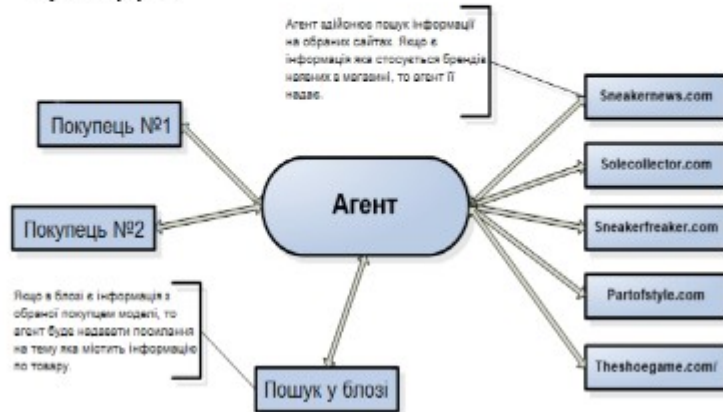 Агент здійснює пошук інформації
на обраних сайтах. Якщо є
інформація яка стосується брендів
наявних в магазині, то агент її
надає.
Sneakernews.com
Покупець №1
Solecollector.com
Агент
Покупець №2
Sneakerfreaker.com
Partofstyle.com
Якщо в блозі є інформація з
обраної покупцем моделі, то
агент буде надавати посилання
на тему яка містить інформацію
по товару.
Theshoegame.com/
Пошук у блозі